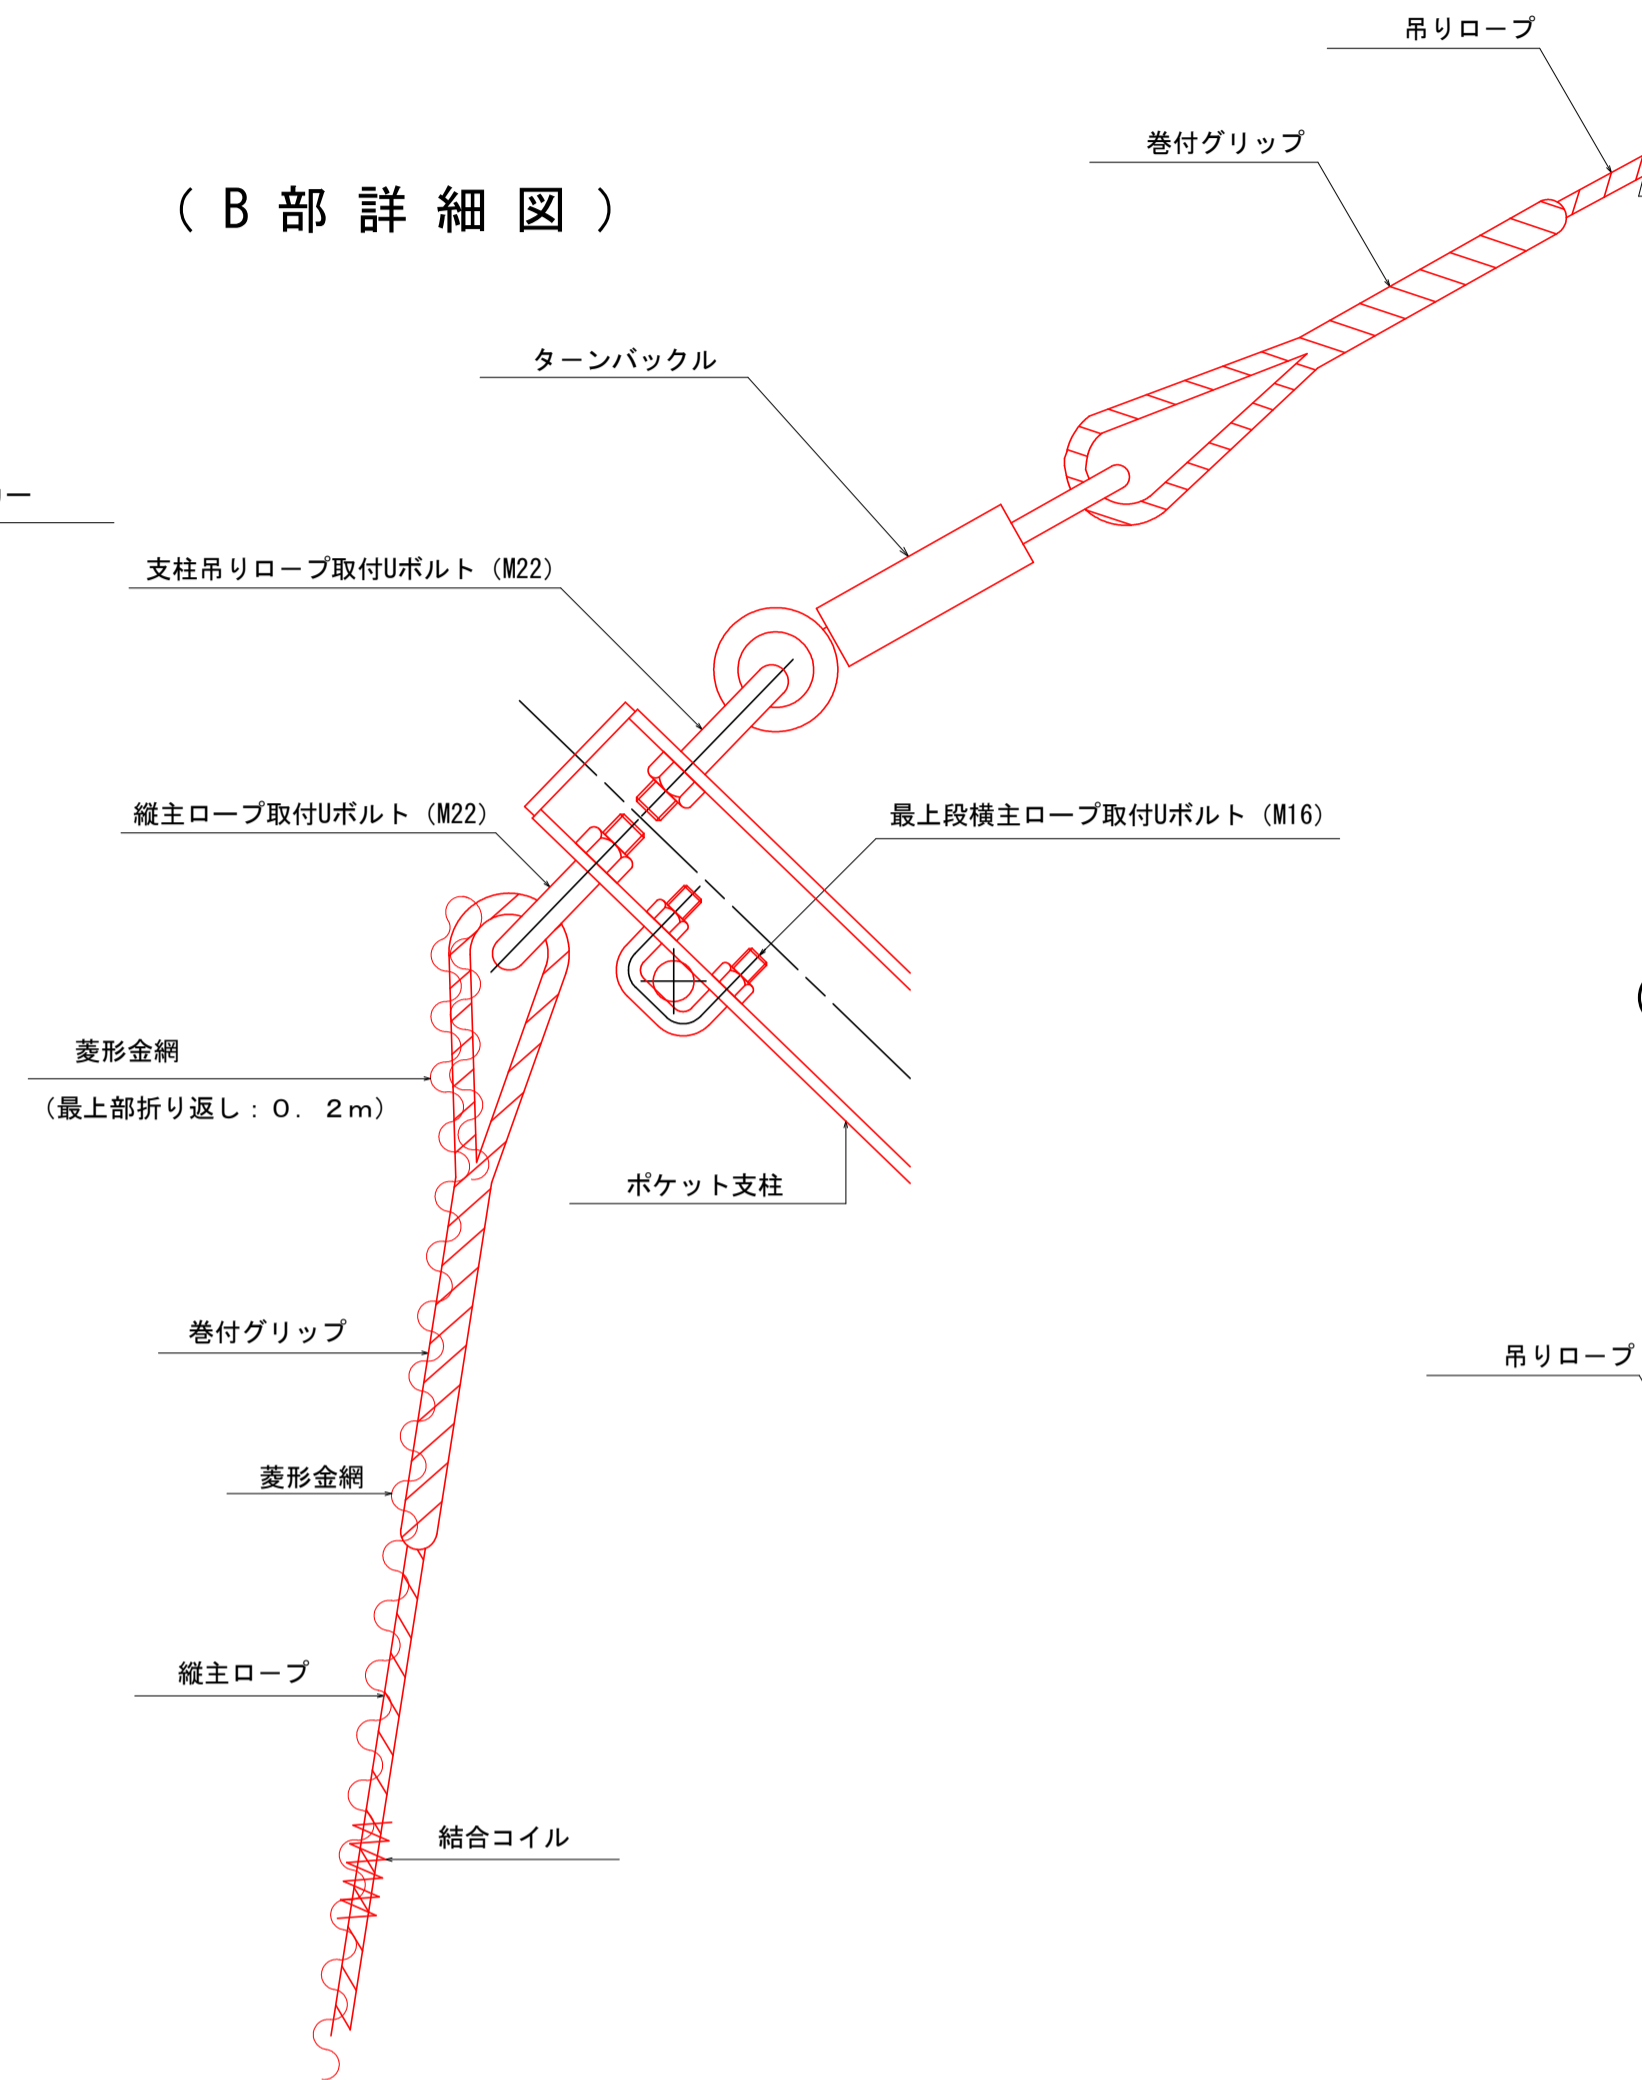 吊りロープ
巻付グリップ
(B部詳細図)
ターンバックル
ー
支柱吊りロープ取付Uボルト(M22)
縦主ロープ取付Uボルト(M22)
最上段横主ロープ取付Uボルト(M16)
菱形金網
(最上部折り返し:０.２ｍ)
ポケット支柱
巻付グリップ
吊りロープ
菱形金網
縦主ロープ
結合コイル